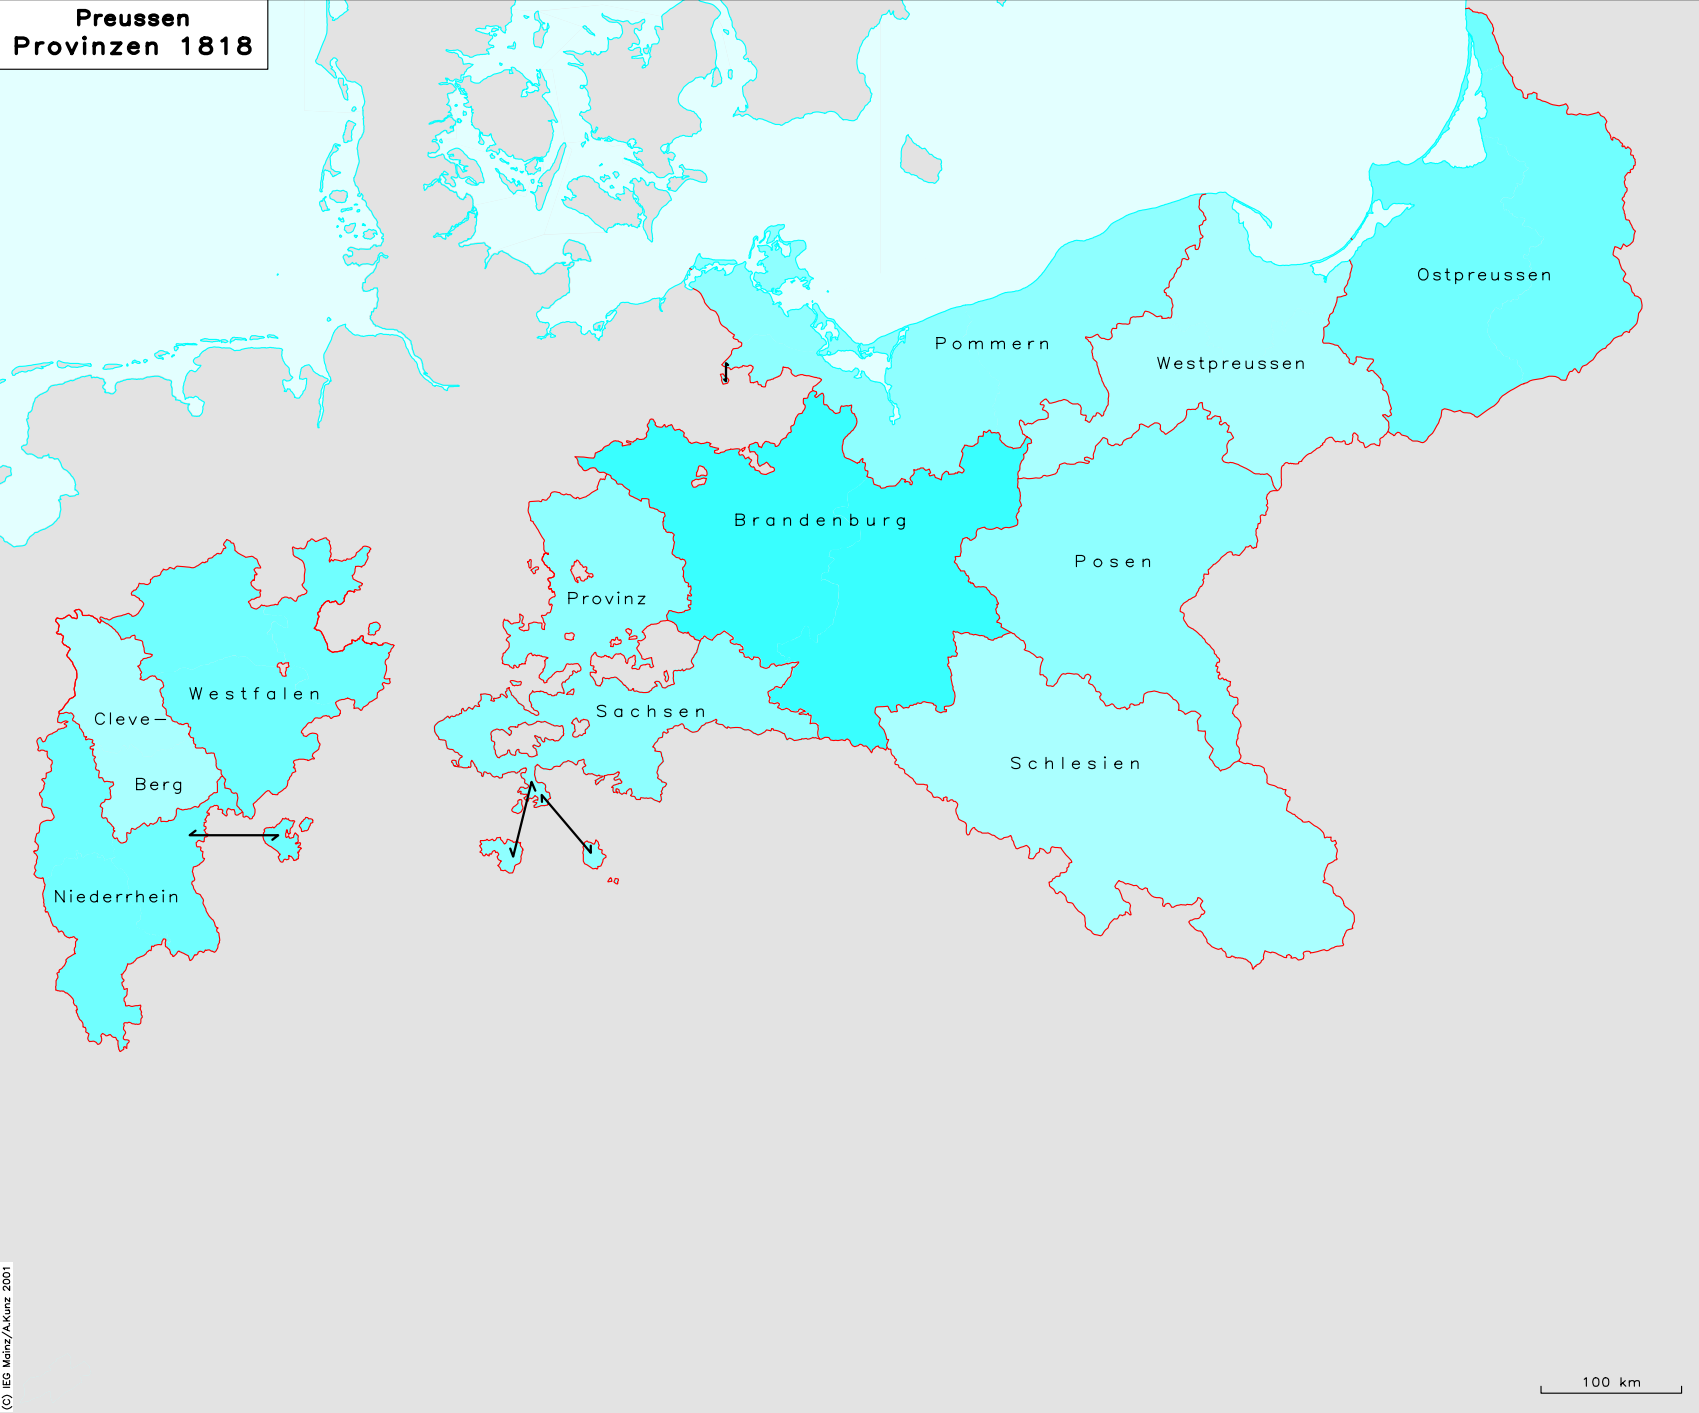 Preussen
Provinzen 1818
Ostpreussen
Pommern
Westpreussen
Brandenburg
Posen
Provinz
Sachsen
Westfalen
Cleve-
Berg
Schlesien
Niederrhein
100 km
(C) IEG Mainz/A.Kunz 2001